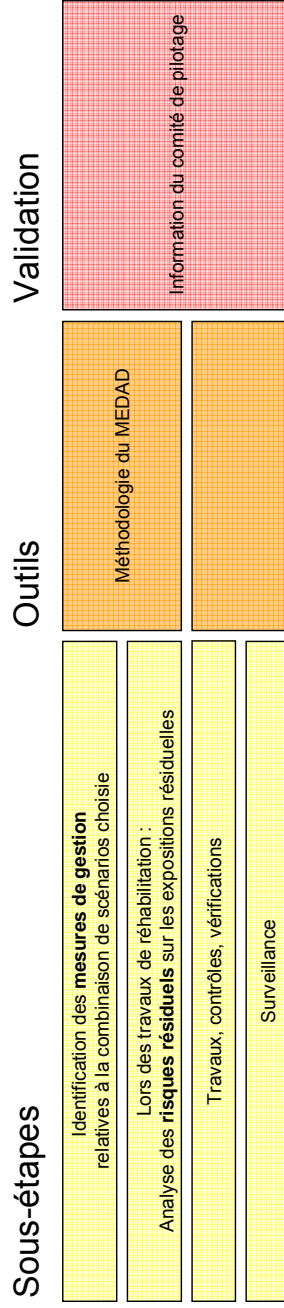 Sous-étapes
Outils
Validation
Identification des mesures de gestion
relatives à la combinaison de scénarios choisie
Lors des travaux de réhabilitation :
Analyse des risques résiduels sur les expositions résiduelles
Travaux, contrôles, vérifications
Surveillance
Méthodologie du MEDAD
Information du comité de pilotage